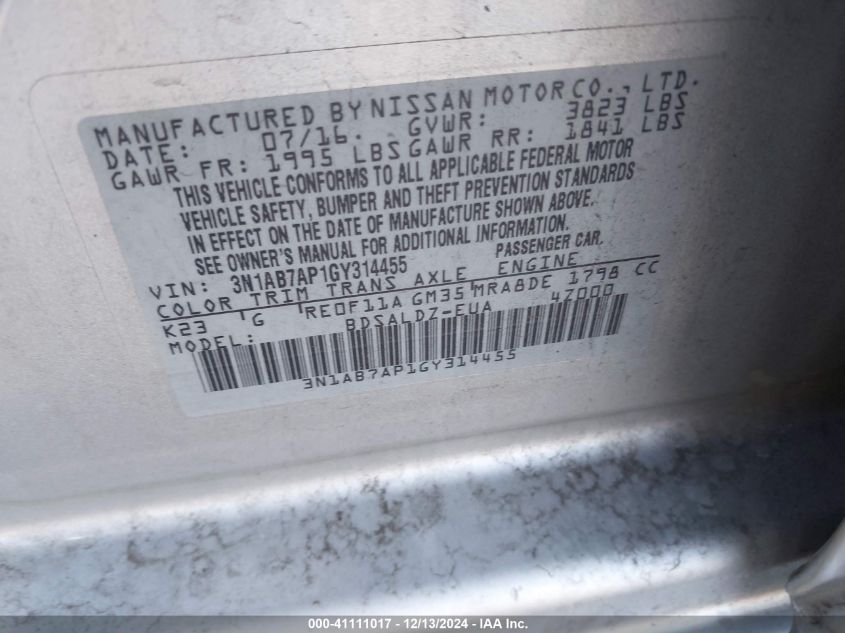 MANUFACTURED BY NISSAN MOTOR CO., LTD.
DATE: 07/16. GVWR: 3823 LBS
GAWR FR: 1995 LBS GAWR RR: 1841 LBS
THIS VEHICLE CONFORMS TO ALL APPLICABLE FEDERAL MOTOR
VEHICLE SAFETY, BUMPER AND THEFT PREVENTION STANDARDS
IN EFFECT ON THE DATE OF MANUFACTURE SHOWN ABOVE.
SEE OWNER'S MANUAL FOR ADDITIONAL INFORMATION.
VIN: 3N1AB7AP1GY314455 PASSENGER CAR.
COLOR TRIM TRANS AXLE ENGINE
K23 G RE0F11A GM35 MRA8DE 1798 CC
MODEL: BDSALDZ-EUA 4Z000
3N1AB7AP1GY314455
000-41111017 - 12/13/2024 - IAA Inc.